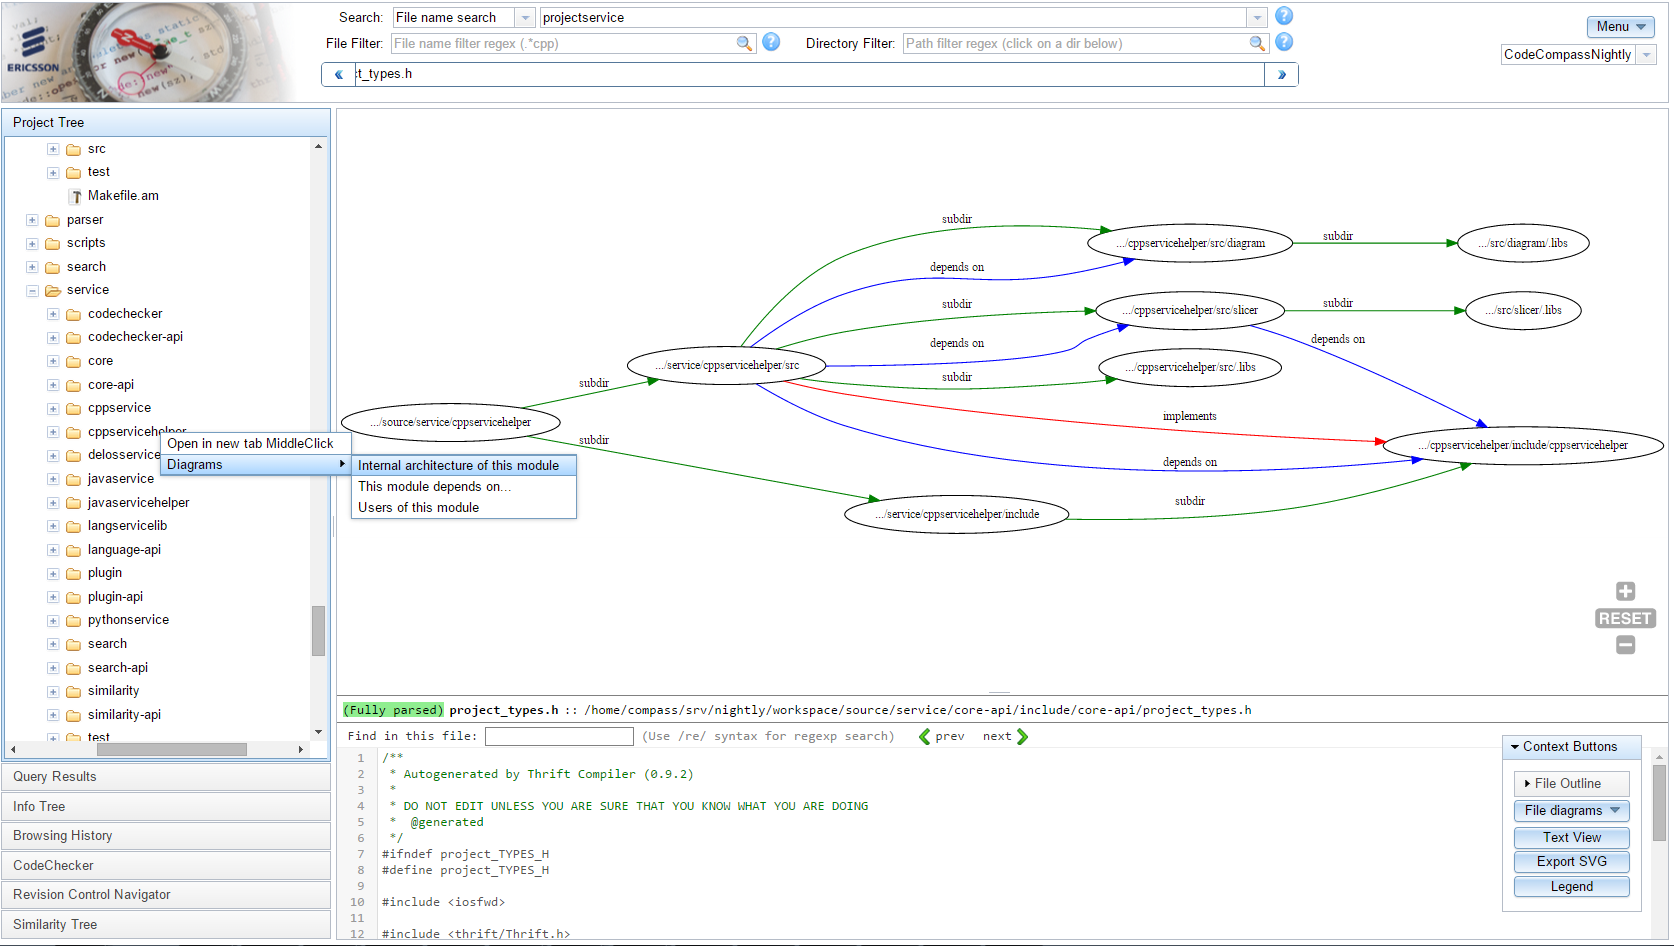 Search: File name search projectservice
Menu
File Filter: File name filter regex (.*cpp) Directory Filter: Path filter regex (click on a dir below)
CodeCompassNightly
ERICSSON
« ct_types.h »
Project Tree
src
test
Makefile.am
parser
scripts
search
service
codechecker
codechecker-api
core
core-api
cppservice
cppservicehelper
delosservice
javaservice
javaservicehelper
langservicelib
language-api
plugin
plugin-api
pythonservice
search
search-api
similarity
similarity-api
test
Open in new tab MiddleClick
Diagrams
Internal architecture of this module
This module depends on...
Users of this module
Query Results
Info Tree
Browsing History
CodeChecker
Revision Control Navigator
Similarity Tree
subdir
.../cppservicehelper/src/diagram
subdir
.../src/diagram/.libs
depends on
subdir
.../cppservicehelper/src/slicer
subdir
.../src/slicer/.libs
depends on
depends on
.../service/cppservicehelper/src
.../cppservicehelper/src/.libs
subdir
subdir
implements
.../source/service/cppservicehelper
subdir
.../cppservicehelper/include/cppservicehelper
depends on
subdir
.../service/cppservicehelper/include
RESET
(Fully parsed) project_types.h :: /home/compass/srv/nightly/workspace/source/service/core-api/include/core-api/project_types.h
Find in this file: (Use /re/ syntax for regexp search) prev next
1 /**
2 * Autogenerated by Thrift Compiler (0.9.2)
3 *
4 * DO NOT EDIT UNLESS YOU ARE SURE THAT YOU KNOW WHAT YOU ARE DOING
5 * @generated
6 */
7 #ifndef project_TYPES_H
8 #define project_TYPES_H
9
10 #include <iosfwd>
11
12 #include <thrift/Thrift.h>
Context Buttons
File Outline
File diagrams
Text View
Export SVG
Legend